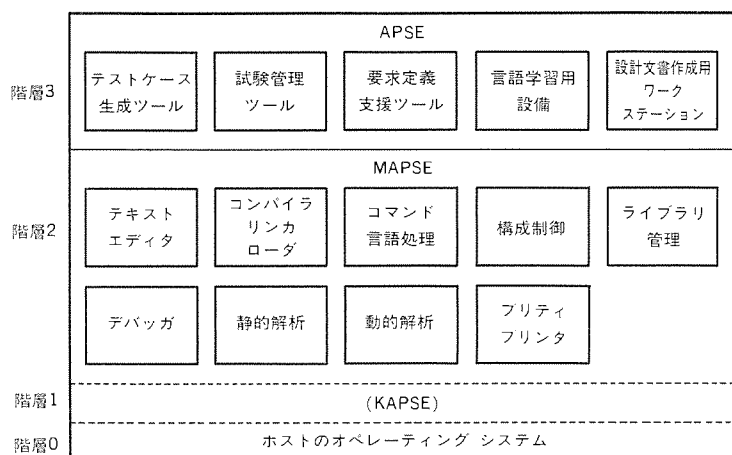 APSE
階層3
テストケース
生成ツール
試験管理
ツール
要求定義
支援ツール
言語学習用
設備
設計文書作成用
ワーク
ステーション
MAPSE
階層2
テキスト
エディタ
コンパイラ
リンカ
ローダ
コマンド
言語処理
構成制御
ライブラリ
管理
デバッガ
静的解析
動的解析
プリティ
プリンタ
階層1
(KAPSE)
階層0
ホストのオペレーティング システム